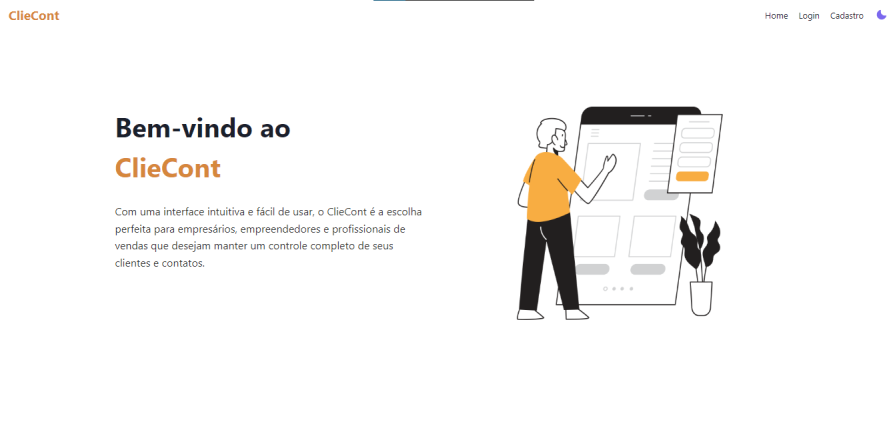 ClieCont
Home Login Cadastro
Bem-vindo ao
ClieCont
Com uma interface intuitiva e fácil de usar, o ClieCont é a escolha
perfeita para empresários, empreendedores e profissionais de
vendas que desejam manter um controle completo de seus
clientes e contatos.